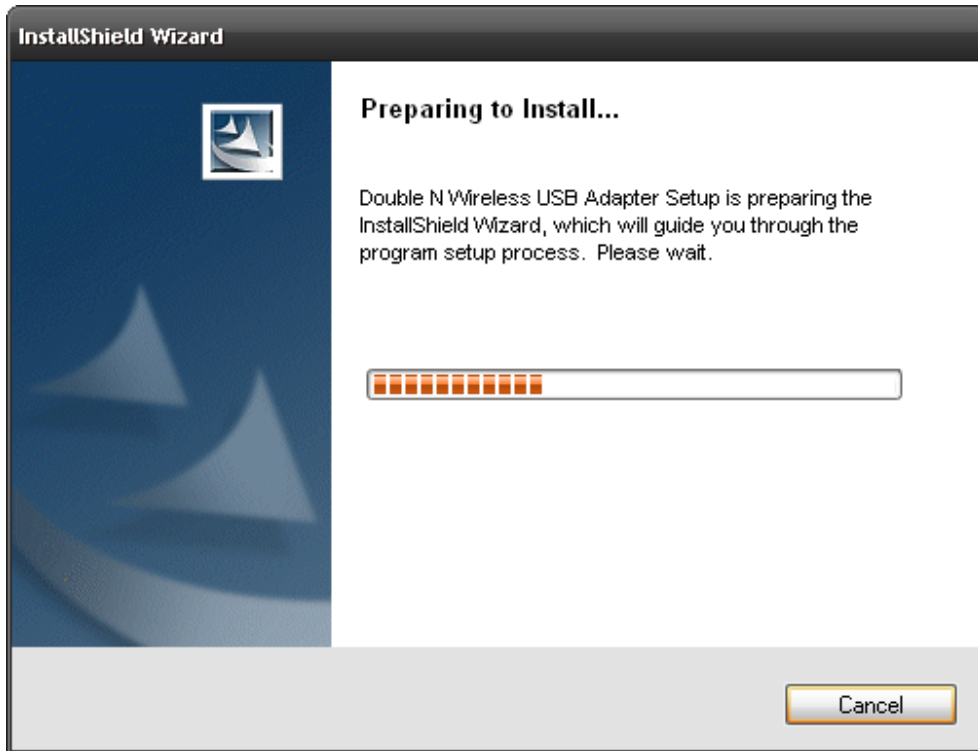 InstallShield Wizard
Preparing to Install...
Double N Wireless USB Adapter Setup is preparing the
InstallShield Wizard, which will guide you through the
program setup process.  Please wait.
Cancel